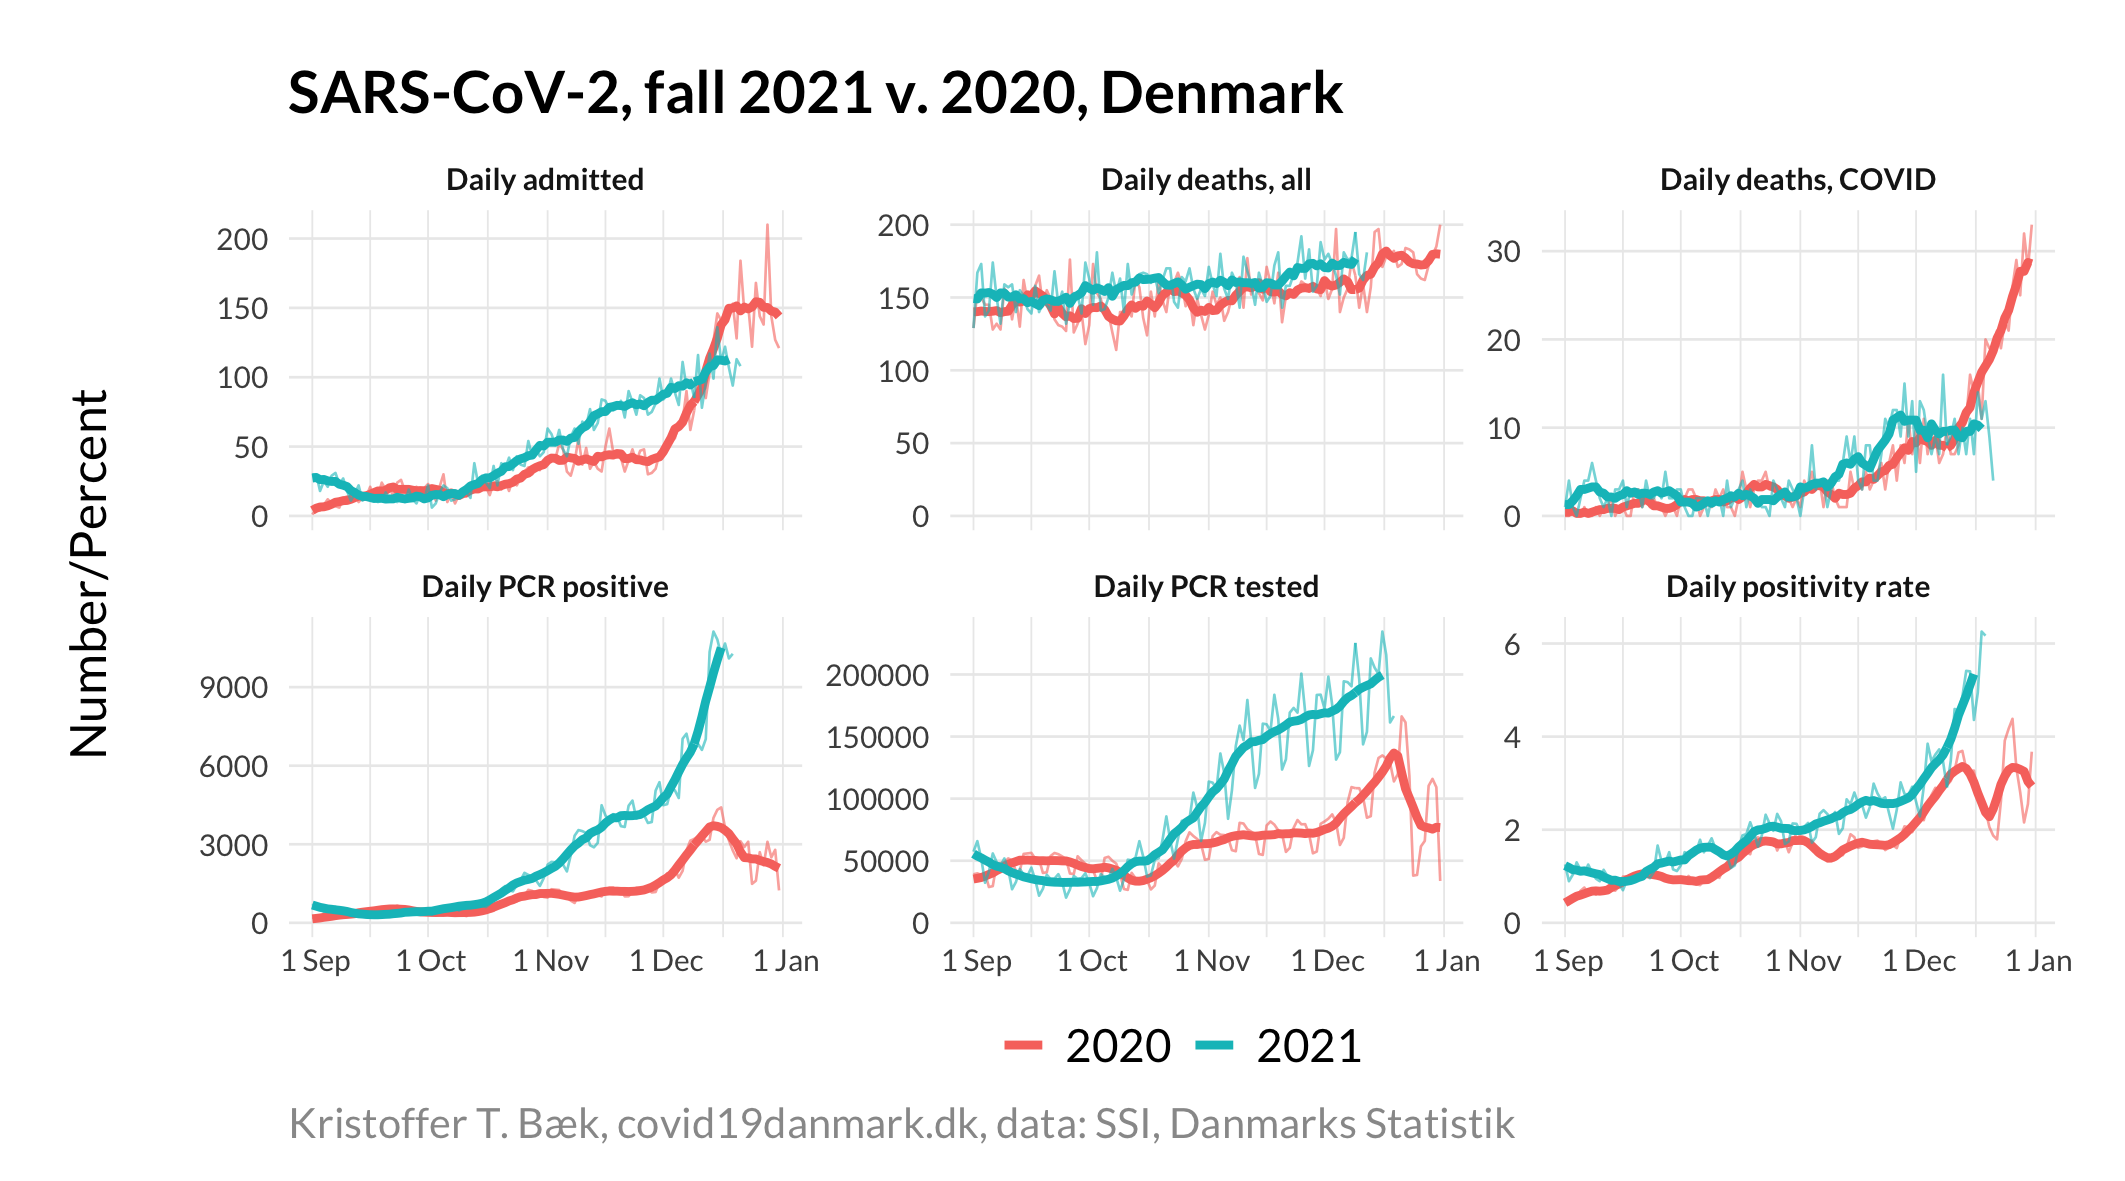 SARS-CoV-2, fall 2021 v. 2020, Denmark
Number/Percent
Daily admitted
200
150
100
50
0
Daily deaths, all
200
150
100
50
0
Daily deaths, COVID
30
20
10
0
Daily PCR positive
9000
6000
3000
0
1 Sep 1 Oct 1 Nov 1 Dec 1 Jan
Daily PCR tested
200000
150000
100000
50000
0
1 Sep 1 Oct 1 Nov 1 Dec 1 Jan
Daily positivity rate
6
4
2
0
1 Sep 1 Oct 1 Nov 1 Dec 1 Jan
2020 2021
Kristoffer T. Bæk, covid19danmark.dk, data: SSI, Danmarks Statistik